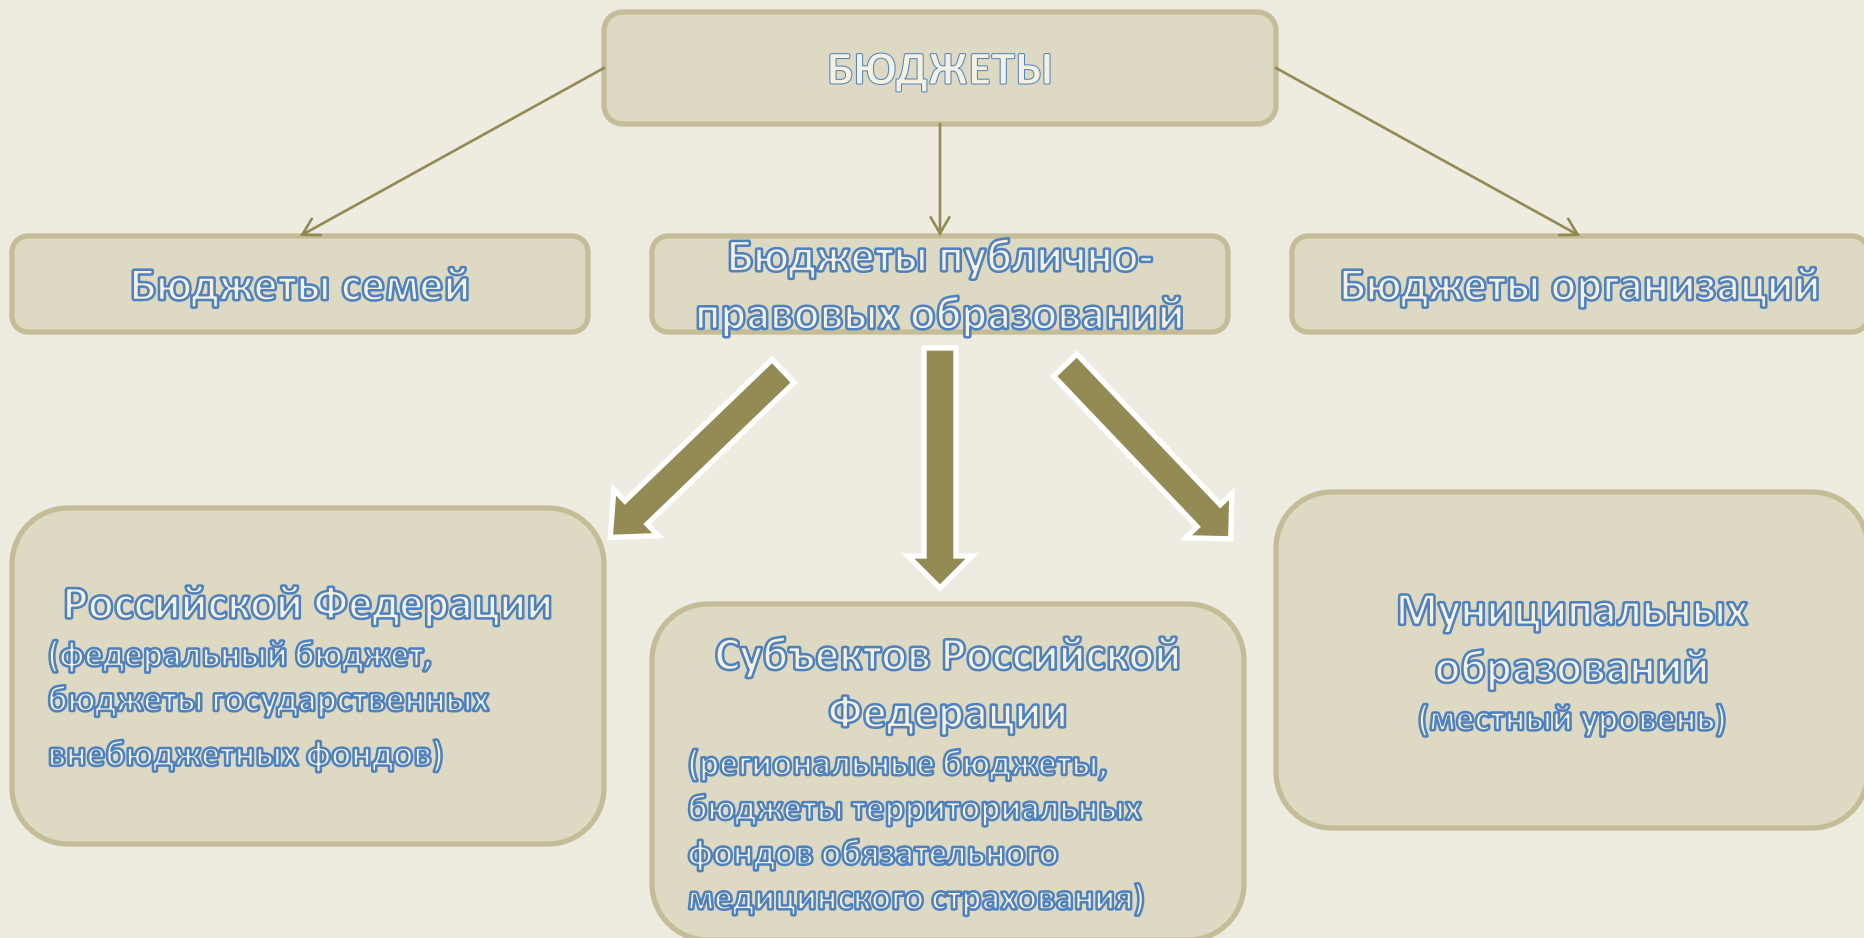 БЮДЖЕТЫ
Бюджеты семей
Бюджеты публично-
правовых образований
Бюджеты организаций
Российской Федерации
(федеральный бюджет,
бюджеты государственных
внебюджетных фондов)
Субъектов Российской
Федерации
(региональные бюджеты,
бюджеты территориальных
фондов обязательного
медицинского страхования)
Муниципальных
образований
(местный уровень)